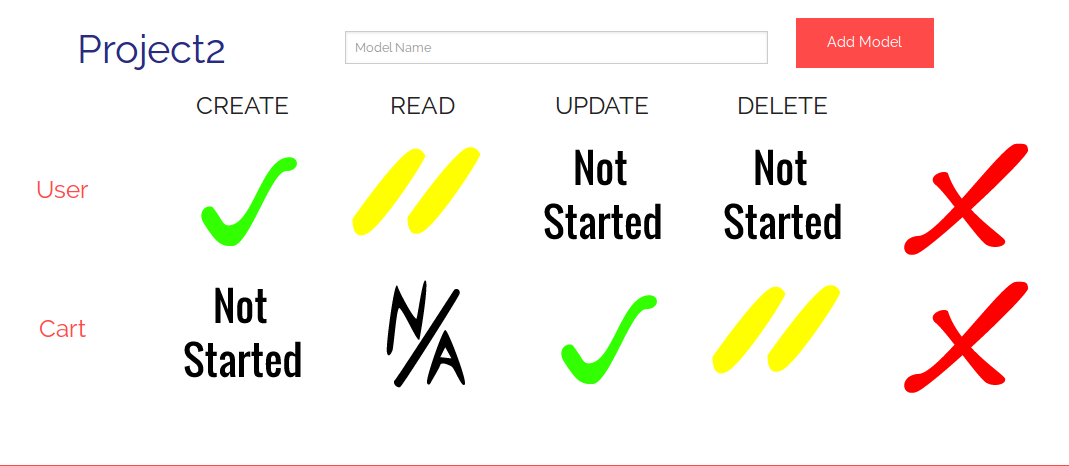 Project2
Model Name
Add Model
CREATE READ UPDATE DELETE
User
Not
Started
Not
Started
Cart
Not
Started
N/A